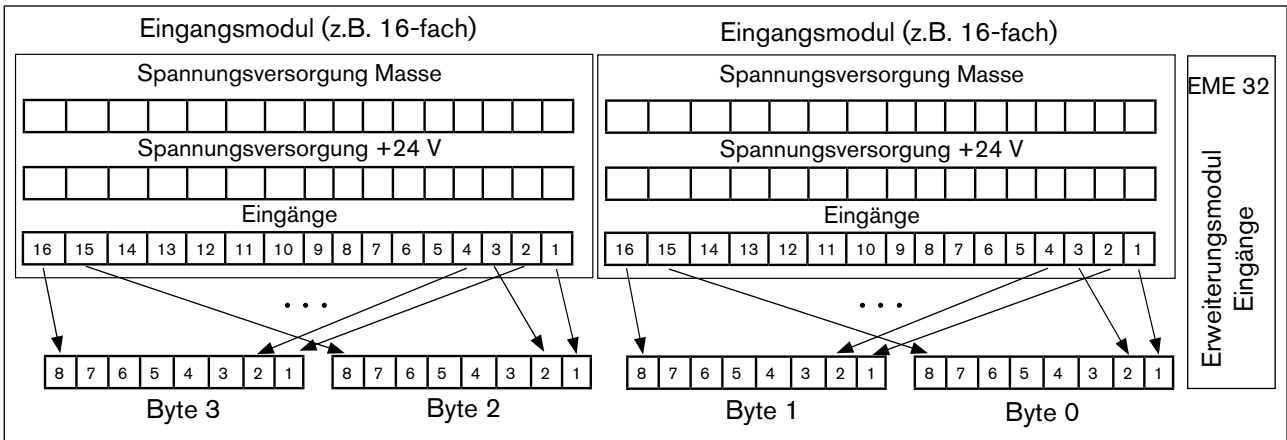 Eingangsmodul (z.B. 16-fach)
Spannungsversorgung Masse
Spannungsversorgung +24 V
Eingänge
16 15 14 13 12 11 10 9 8 7 6 5 4 3 2 1
. . .
8 7 6 5 4 3 2 1
8 7 6 5 4 3 2 1
Byte 3
Byte 2
Eingangsmodul (z.B. 16-fach)
Spannungsversorgung Masse
Spannungsversorgung +24 V
Eingänge
16 15 14 13 12 11 10 9 8 7 6 5 4 3 2 1
. . .
8 7 6 5 4 3 2 1
8 7 6 5 4 3 2 1
Byte 1
Byte 0
EME 32
Erweiterungsmodul
Eingänge